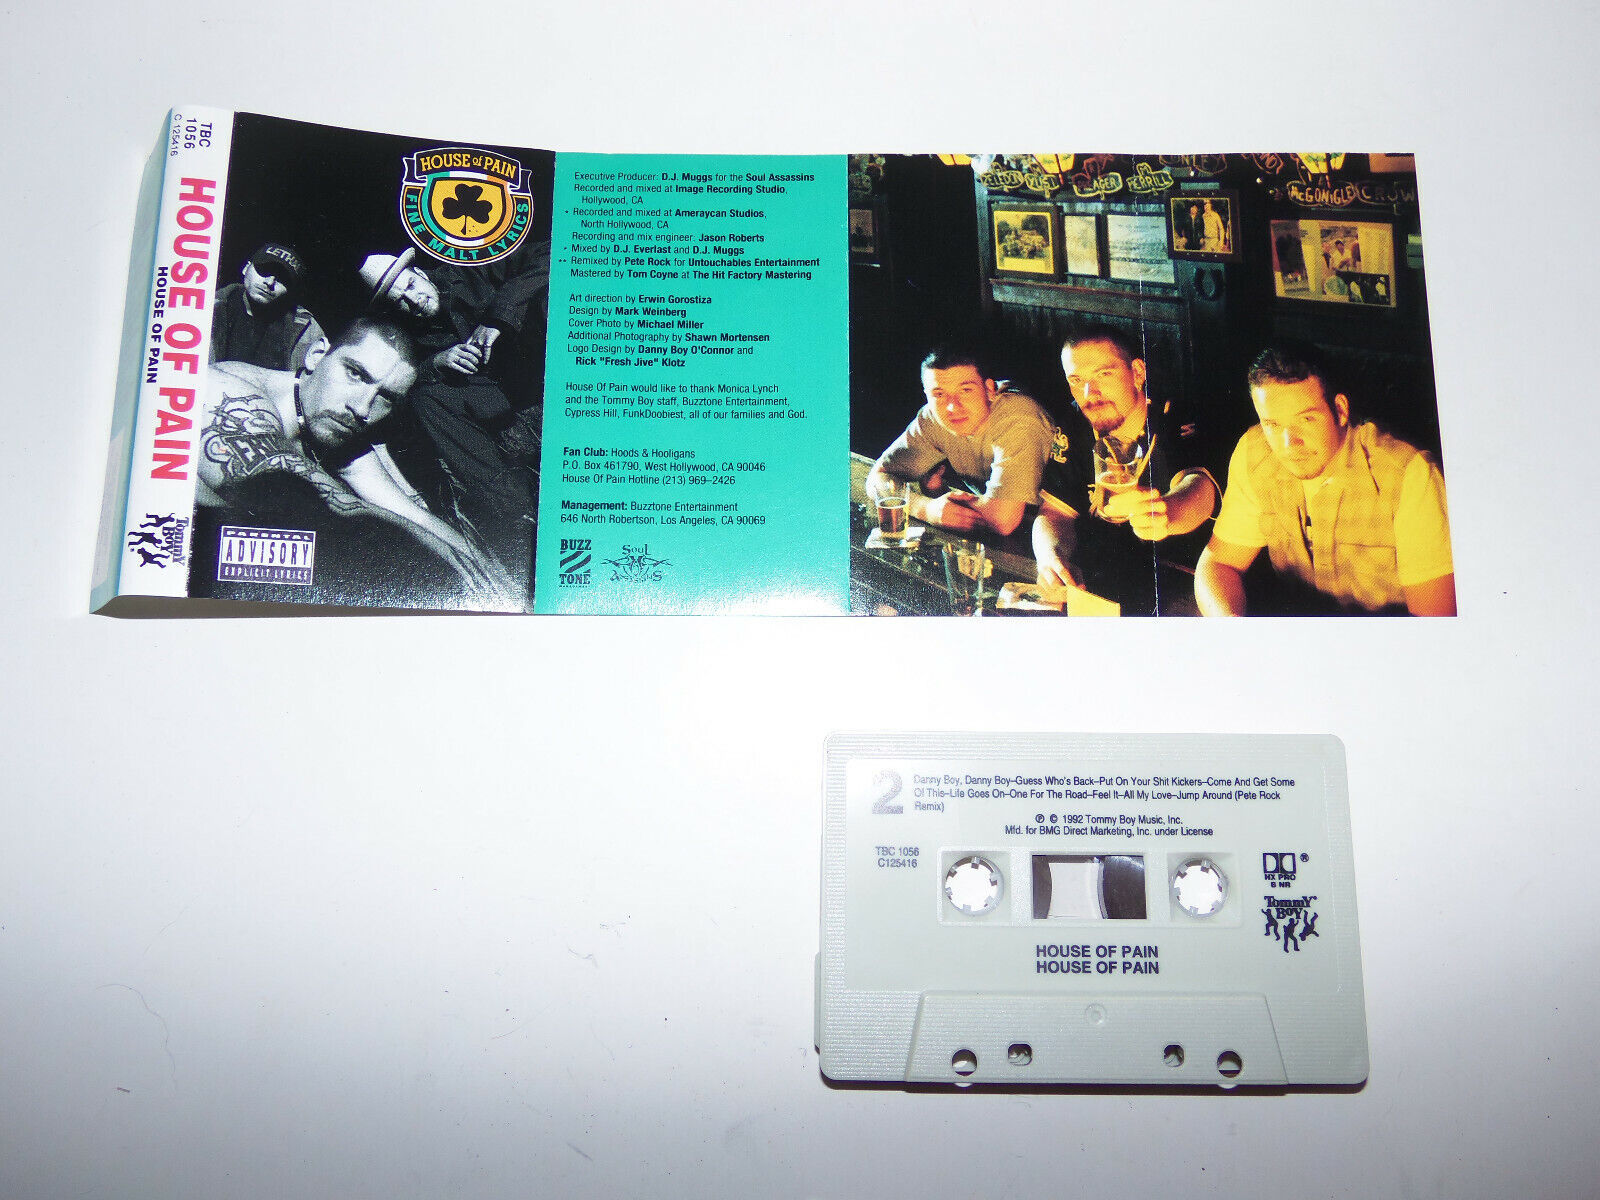 TBC
1056
C 125416
HOUSE OF PAIN
HOUSE OF PAIN
Tommy
Boy
HOUSE of PAIN
FINE MALT LYRICS
LETHAL
PARENTAL
ADVISORY
EXPLICIT LYRICS
Executive Producer: D.J. Muggs for the Soul Assassins
Recorded and mixed at Image Recording Studio,
Hollywood, CA
* Recorded and mixed at Ameraycan Studios,
North Hollywood, CA
Recording and mix engineer: Jason Roberts
* Mixed by D.J. Everlast and D.J. Muggs
** Remixed by Pete Rock for Untouchables Entertainment
Mastered by Tom Coyne at The Hit Factory Mastering
Art direction by Erwin Gorostiza
Design by Mark Weinberg
Cover Photo by Michael Miller
Additional Photography by Shawn Mortensen
Logo Design by Danny Boy O'Connor and
Rick "Fresh Jive" Klotz
House Of Pain would like to thank Monica Lynch
and the Tommy Boy staff, Buzztone Entertainment,
Cypress Hill, FunkDoobiest, all of our families and God.
Fan Club: Hoods & Hooligans
P.O. Box 461790, West Hollywood, CA 90046
House Of Pain Hotline (213) 969-2426
Management: Buzztone Entertainment
646 North Robertson, Los Angeles, CA 90069
BUZZ
TONE
MANAGEMENT
Soul
Assassins
MERRILL
McGONIGLE
CREW
2
Danny Boy, Danny Boy–Guess Who's Back–Put On Your Shit Kickers–Come And Get Some
Of This–Life Goes On–One For The Road–Feel It–All My Love–Jump Around (Pete Rock
Remix)
℗ © 1992 Tommy Boy Music, Inc.
Mfd. for BMG Direct Marketing, Inc. under License
TBC 1056
C125416
HX PRO
B NR
Tommy
Boy
HOUSE OF PAIN
HOUSE OF PAIN